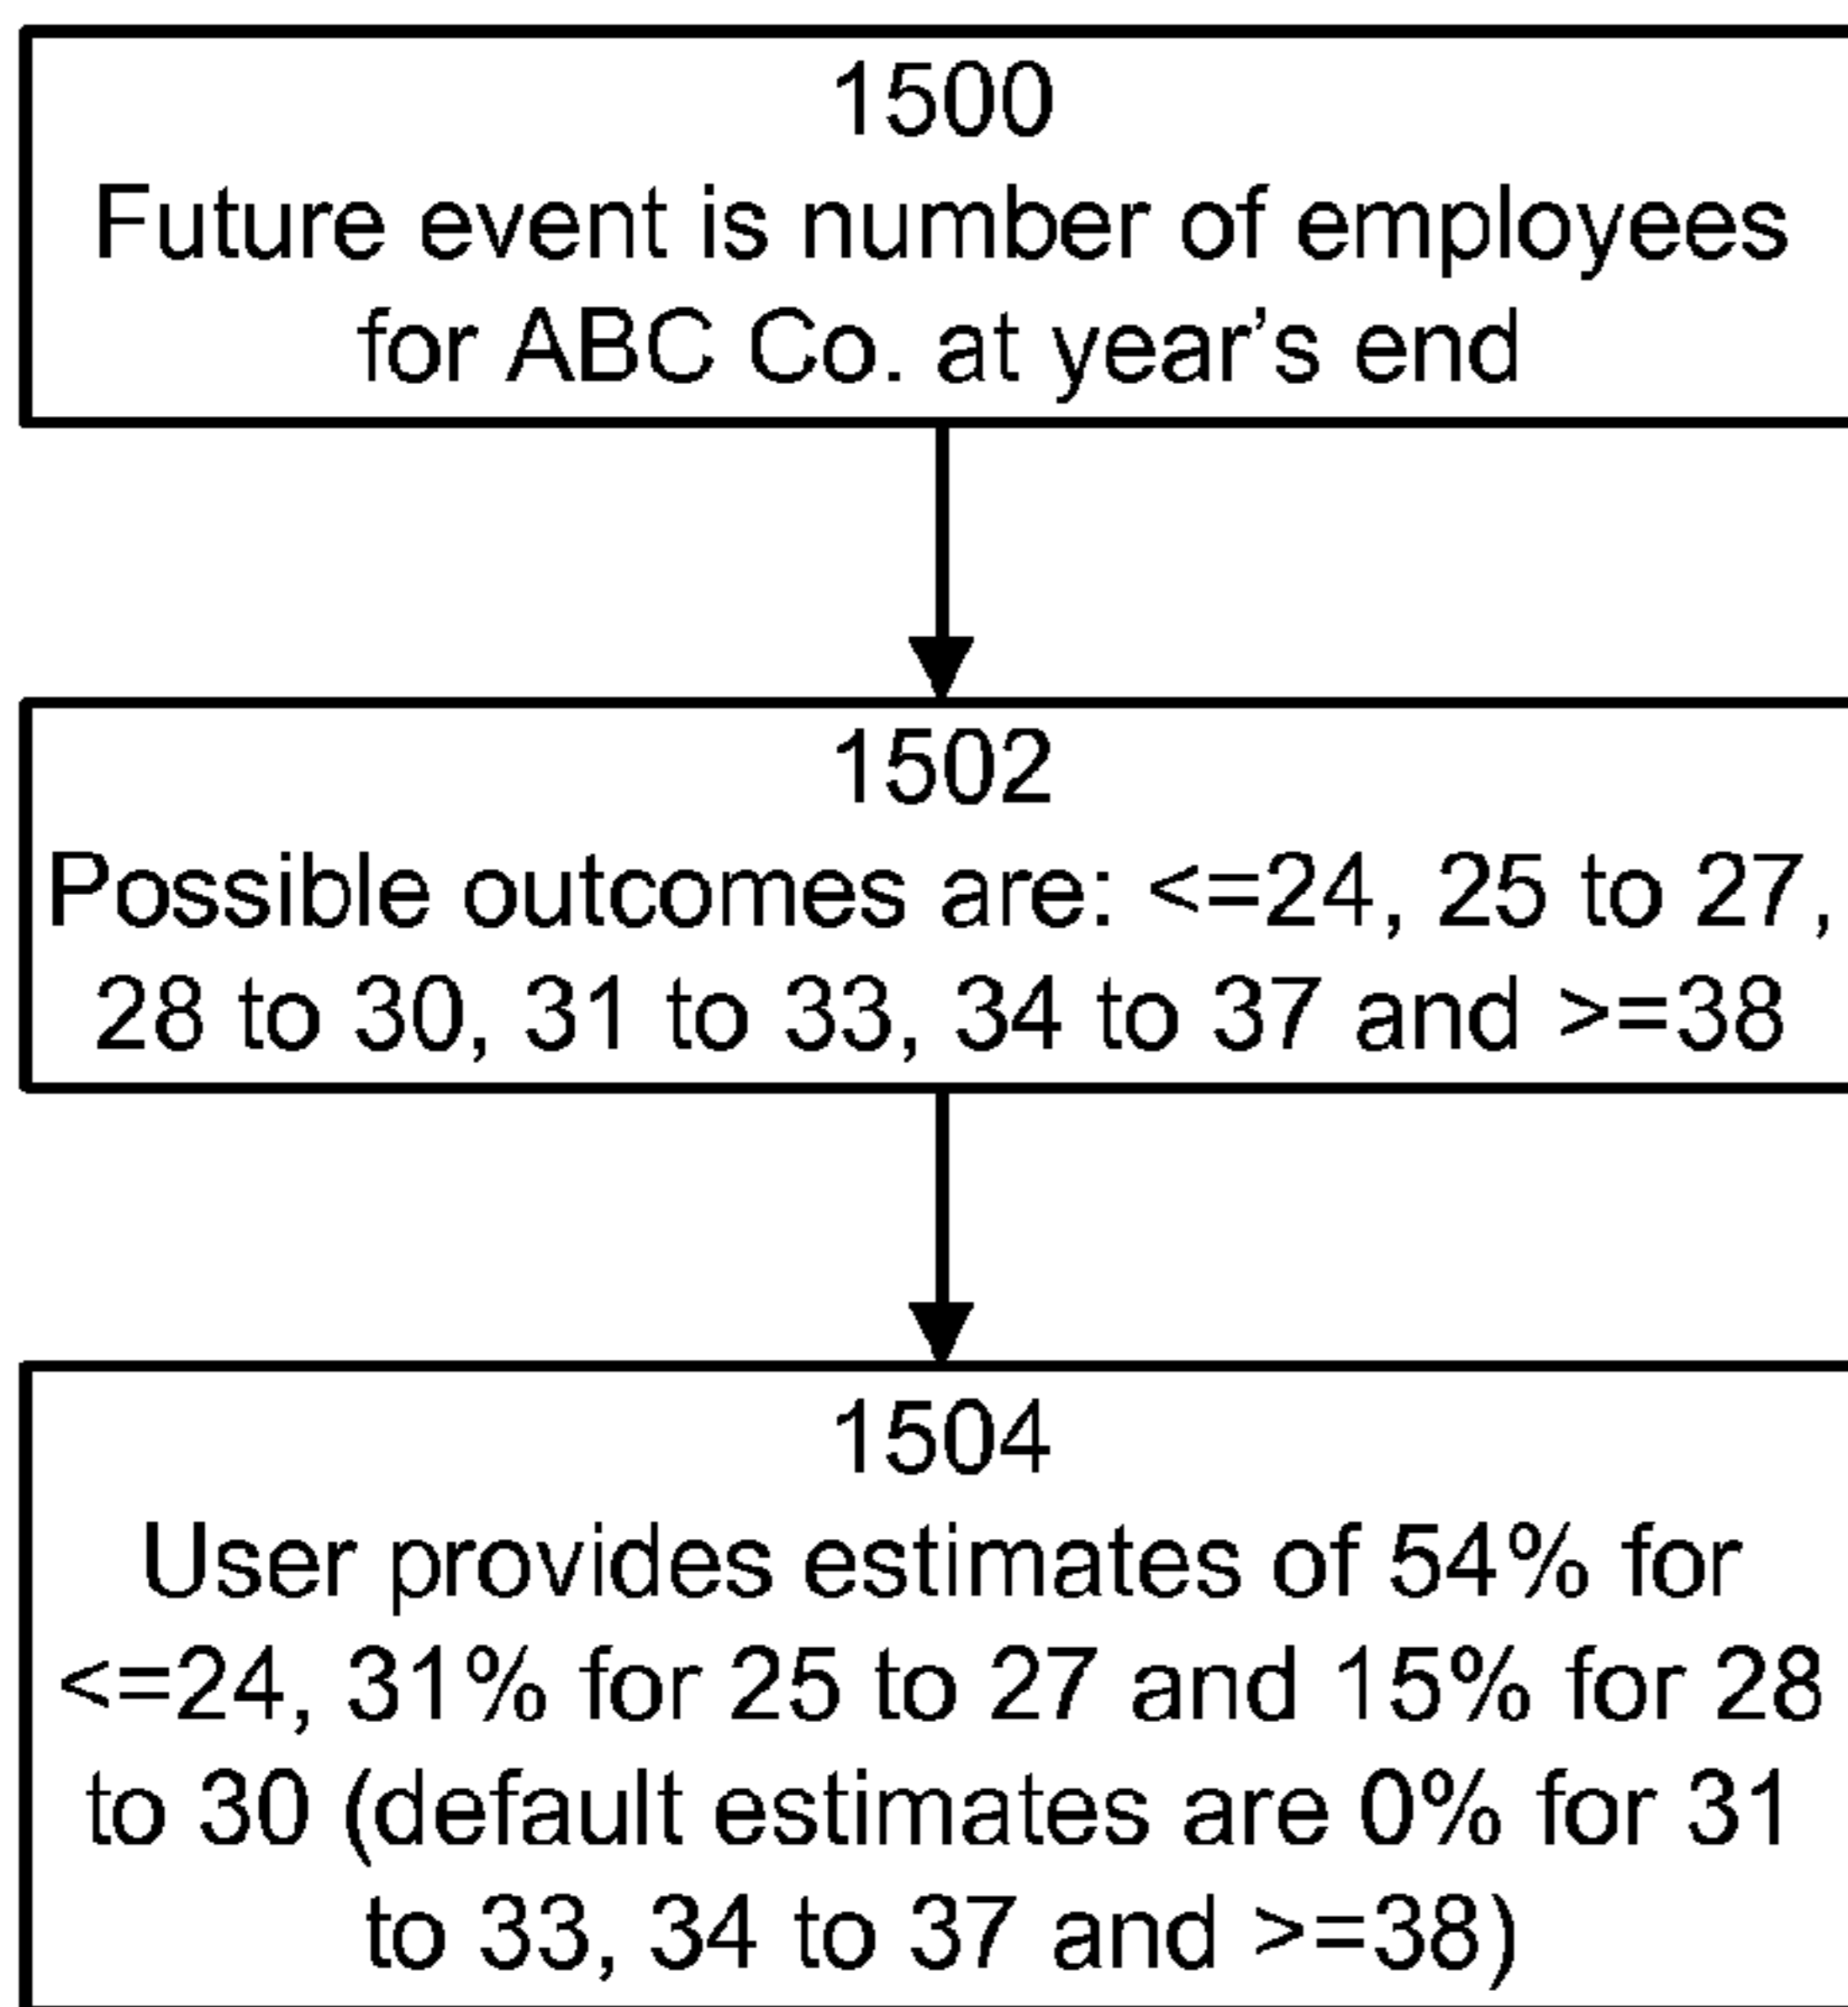 1500
Future event is number of employees
for ABC Co. at year's end
1502
Possible outcomes are: <=24, 25 to 27,
28 to 30, 31 to 33, 34 to 37 and >=38
1504
User provides estimates of 54% for
<=24, 31% for 25 to 27 and 15% for 28
to 30 (default estimates are 0% for 31
to 33, 34 to 37 and >=38)